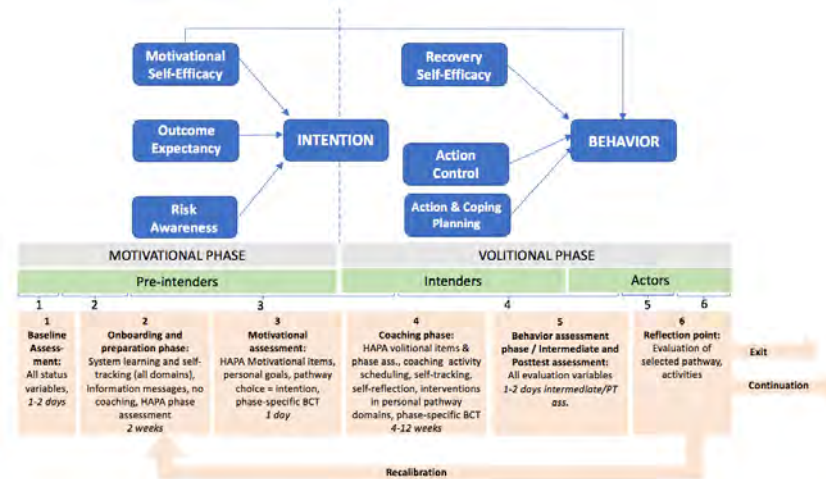 Motivational
Self-Efficacy
Recovery
Self-Efficacy
Outcome
Expectancy
INTENTION
Action
Control
BEHAVIOR
Risk
Awareness
Action & Coping
Planning
MOTIVATIONAL PHASE
VOLITIONAL PHASE
Pre-intenders
Intenders
Actors
1
2
3
4
4
5
6
1
Baseline
Assess-
ment:
All status
variables,
1-2 days
2
Onboarding and
preparation phase:
System learning and self-
tracking (all domains),
information messages, no
coaching, HAPA phase
assessment
2 weeks
3
Motivational
assessment:
HAPA Motivational items,
personal goals, pathway
choice = intention,
phase-specific BCT
1 day
4
Coaching phase:
HAPA volitional items &
phase ass., coaching activity
scheduling, self-tracking,
self-reflection, interventions
in personal pathway
domains, phase-specific BCT
4-12 weeks
5
Behavior assessment
phase / Intermediate and
Posttest assessment:
All evaluation variables
1-2 days intermediate/PT
ass.
6
Reflection point:
Evaluation of
selected pathway,
activities
Exit
Continuation
Recalibration